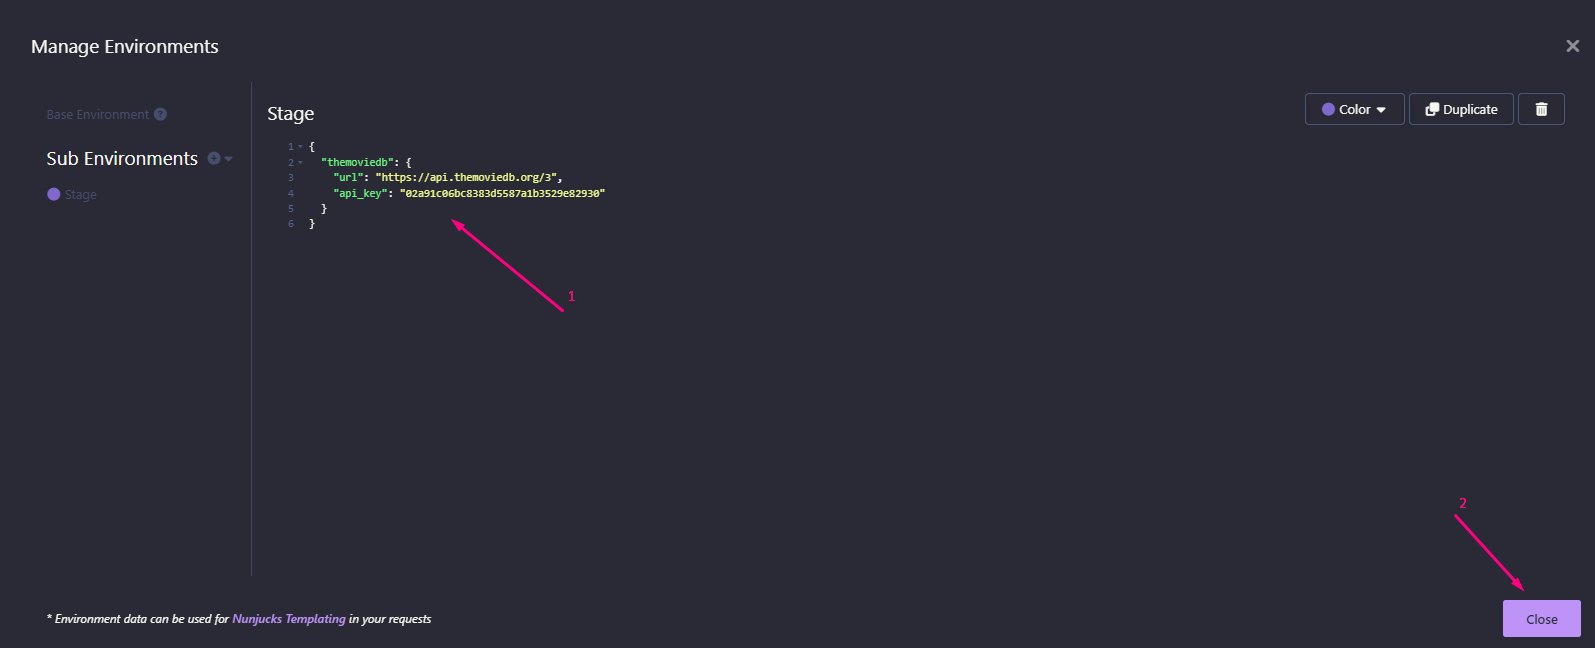 Manage Environments
Base Environment ?
Sub Environments
Stage
Stage
Color
Duplicate
1 {
2 "themoviedb": {
3 "url": "https://api.themoviedb.org/3",
4 "api_key": "02a91c06bc8383d5587a1b3529e82930"
5 }
6 }
1
2
* Environment data can be used for Nunjucks Templating in your requests
Close